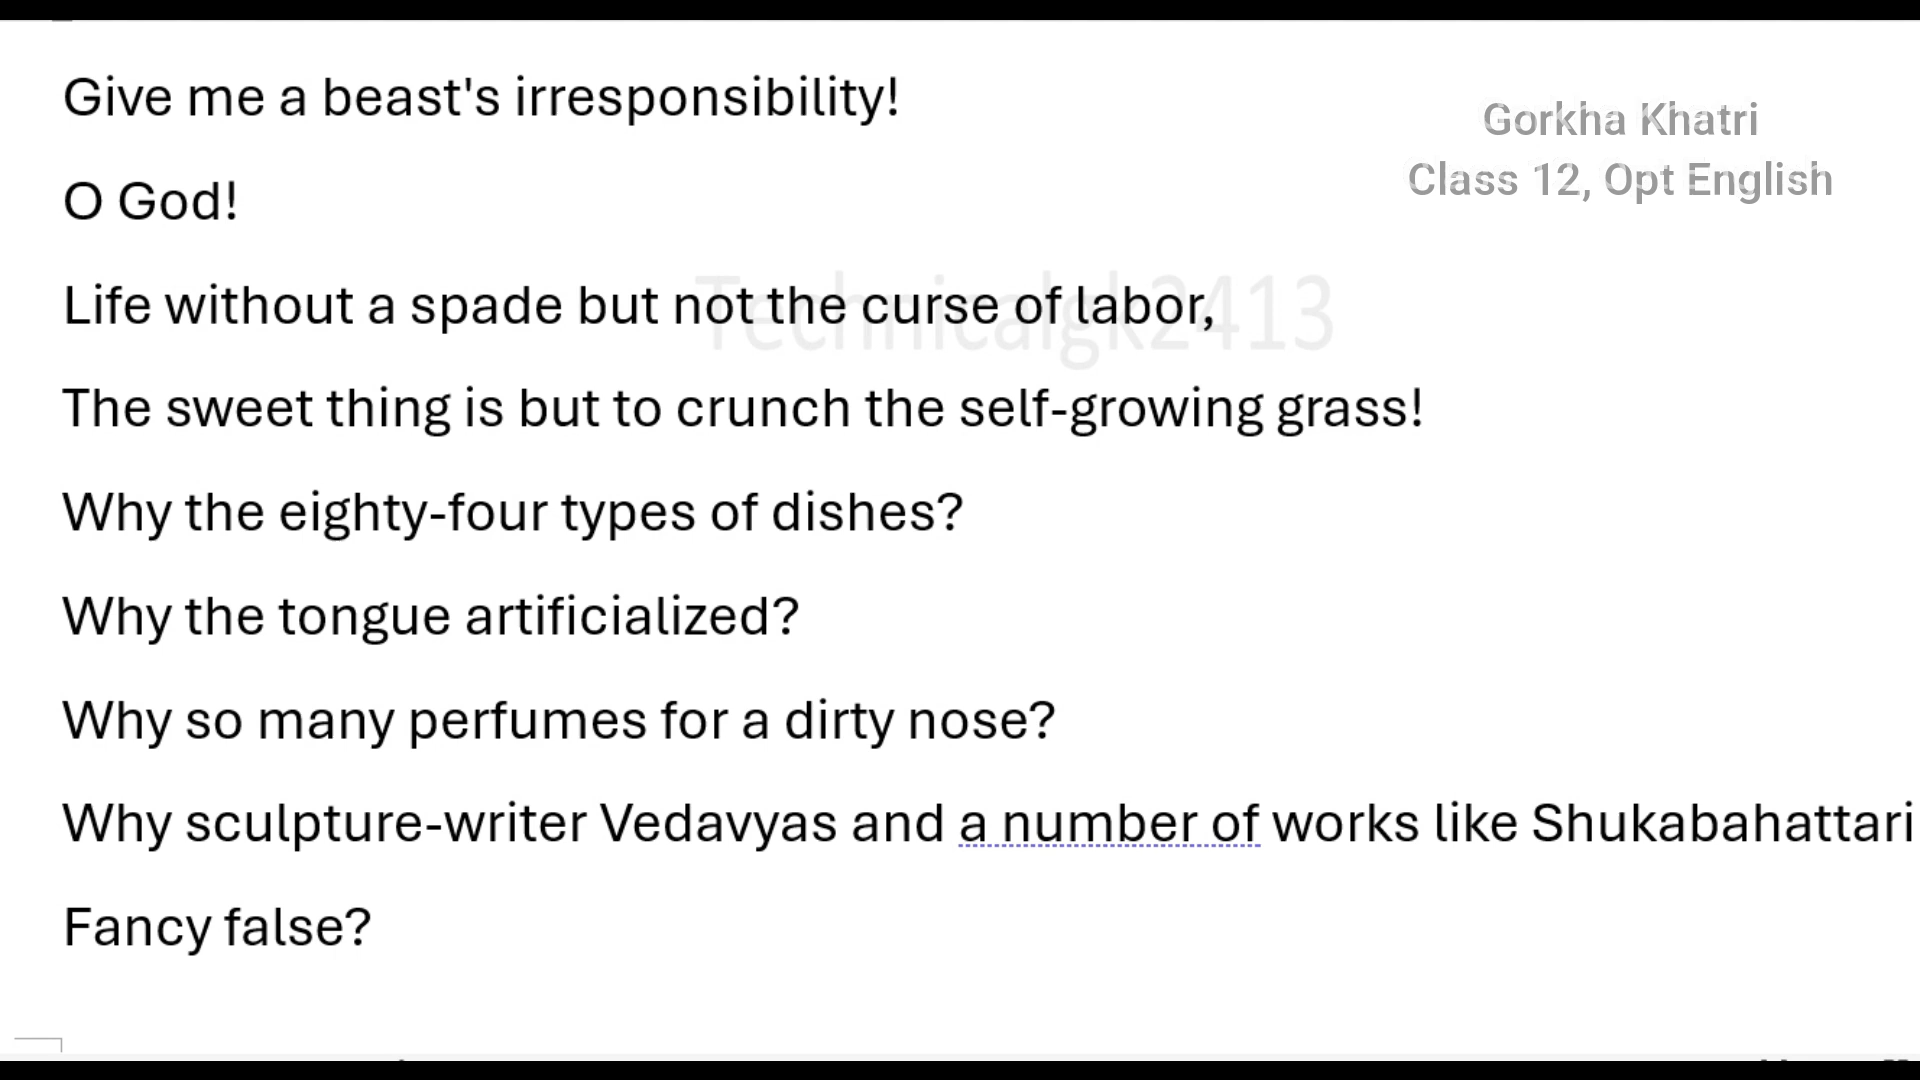 Give me a beast's irresponsibility!
Gorkha Khatri
O God!
Class 12, Opt English
Technicalgk2413
Life without a spade but not the curse of labor,
The sweet thing is but to crunch the self-growing grass!
Why the eighty-four types of dishes?
Why the tongue artificialized?
Why so many perfumes for a dirty nose?
Why sculpture-writer Vedavyas and a number of works like Shukabahattari
Fancy false?